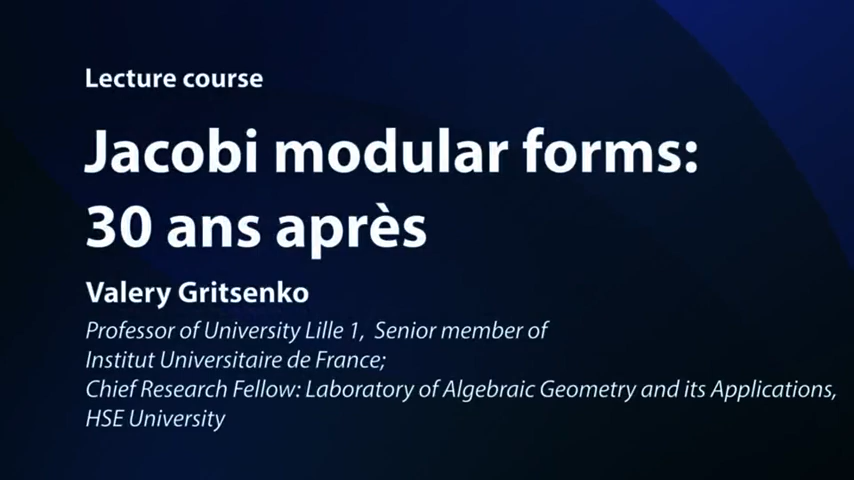 Lecture course
Jacobi modular forms:
30 ans après
Valery Gritsenko
Professor of University Lille 1, Senior member of
Institut Universitaire de France;
Chief Research Fellow: Laboratory of Algebraic Geometry and its Applications,
HSE University